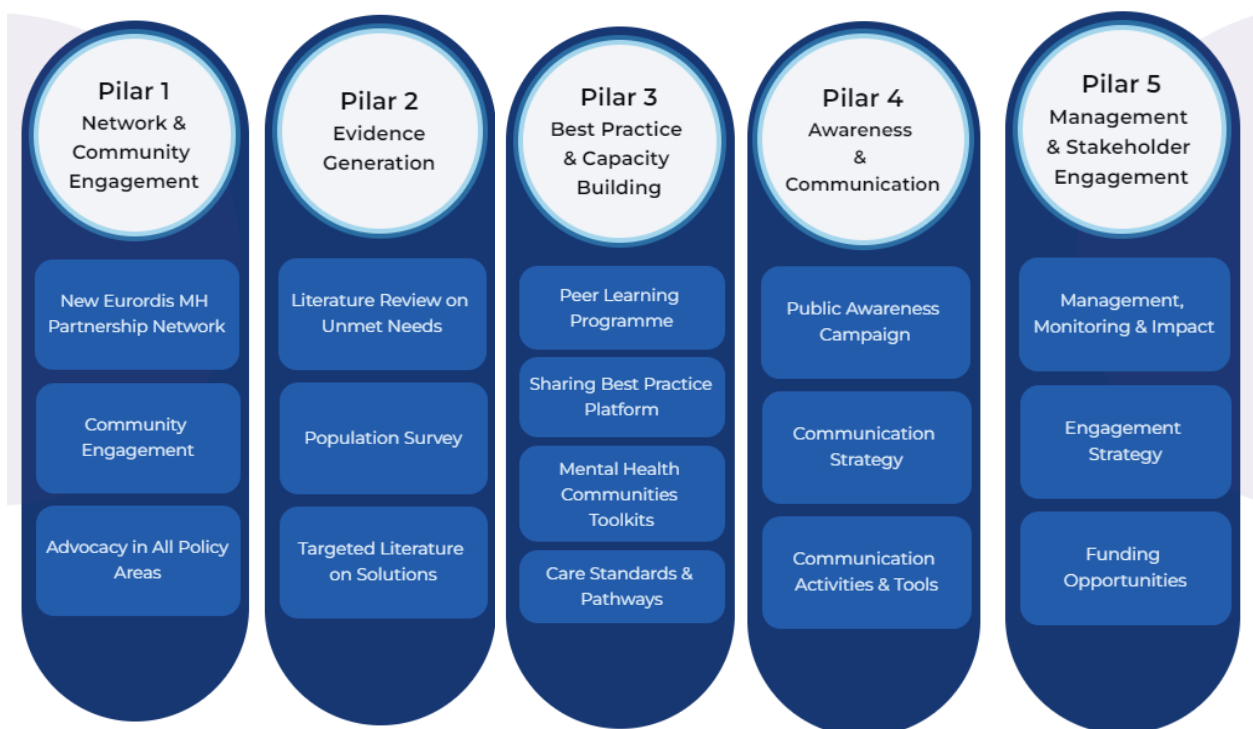 Pilar 1
Network &
Community
Engagement
New Eurordis MH
Partnership Network
Community
Engagement
Advocacy in All Policy
Areas
Pilar 2
Evidence
Generation
Literature Review on
Unmet Needs
Population Survey
Targeted Literature
on Solutions
Pilar 3
Best Practice
& Capacity
Building
Peer Learning
Programme
Sharing Best Practice
Platform
Mental Health
Communities
Toolkits
Care Standards &
Pathways
Pilar 4
Awareness
&
Communication
Public Awareness
Campaign
Communication
Strategy
Communication
Activities & Tools
Pilar 5
Management
& Stakeholder
Engagement
Management,
Monitoring & Impact
Engagement
Strategy
Funding
Opportunities